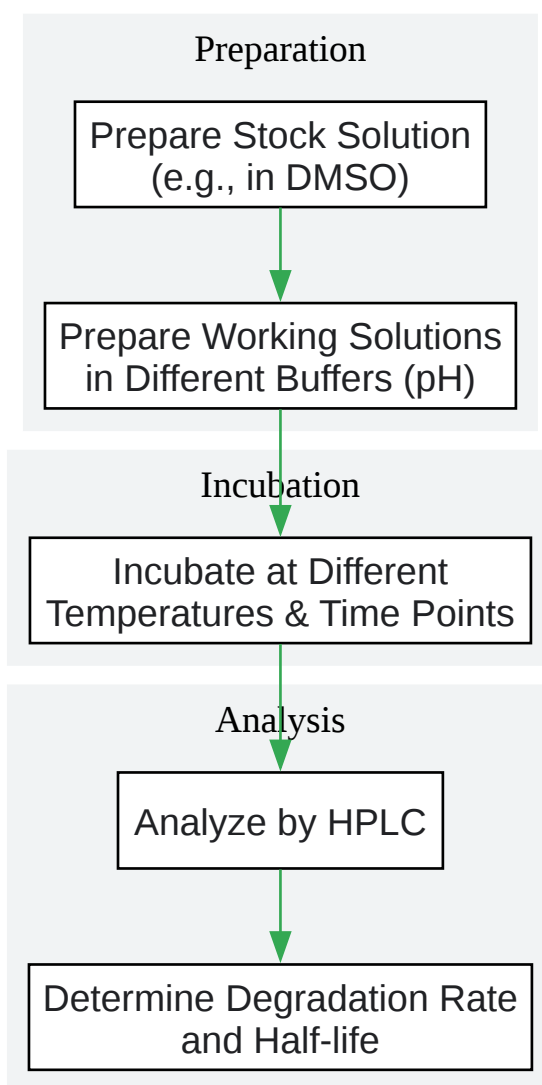 Preparation
Prepare Stock Solution
(e.g., in DMSO)
Prepare Working Solutions
in Different Buffers (pH)
Incubation
Incubate at Different
Temperatures & Time Points
Analysis
Analyze by HPLC
Determine Degradation Rate
and Half-life